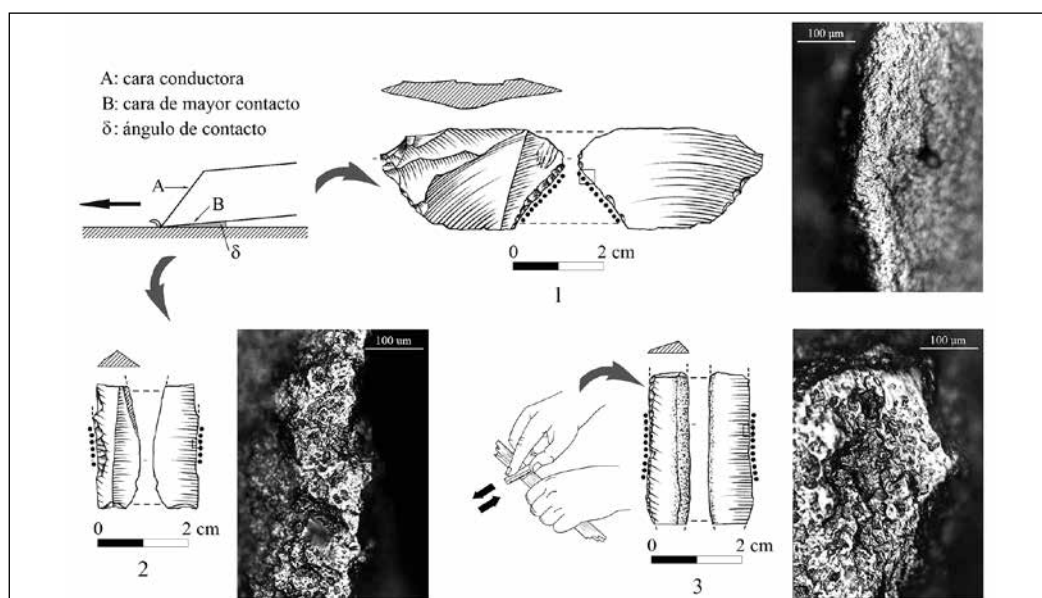 A: cara conductora
B: cara de mayor contacto
δ: ángulo de contacto
A
B
δ
0 2 cm
1
100 µm
0 2 cm
2
100 um
0 2 cm
3
100 µm